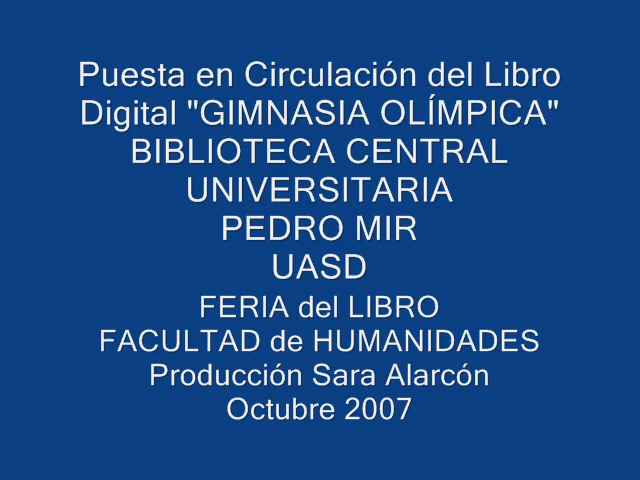 Puesta en Circulación del Libro
Digital "GIMNASIA OLÍMPICA"
BIBLIOTECA CENTRAL
UNIVERSITARIA
PEDRO MIR
UASD
FERIA del LIBRO
FACULTAD de HUMANIDADES
Producción Sara Alarcón
Octubre 2007